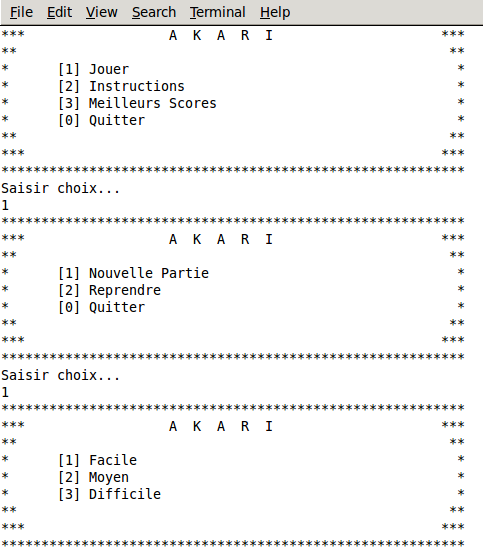 File Edit View Search Terminal Help
***                  A  K  A  R  I                     ***
**                                                      **
*      [1] Jouer                                         *
*      [2] Instructions                                  *
*      [3] Meilleurs Scores                              *
*      [0] Quitter                                       *
**                                                      **
***                                                    ***
**********************************************************
Saisir choix...
1
**********************************************************
***                  A  K  A  R  I                     ***
**                                                      **
*      [1] Nouvelle Partie                               *
*      [2] Reprendre                                     *
*      [0] Quitter                                       *
**                                                      **
***                                                    ***
**********************************************************
Saisir choix...
1
**********************************************************
***                  A  K  A  R  I                     ***
**                                                      **
*      [1] Facile                                        *
*      [2] Moyen                                         *
*      [3] Difficile                                     *
**                                                      **
***                                                    ***
**********************************************************